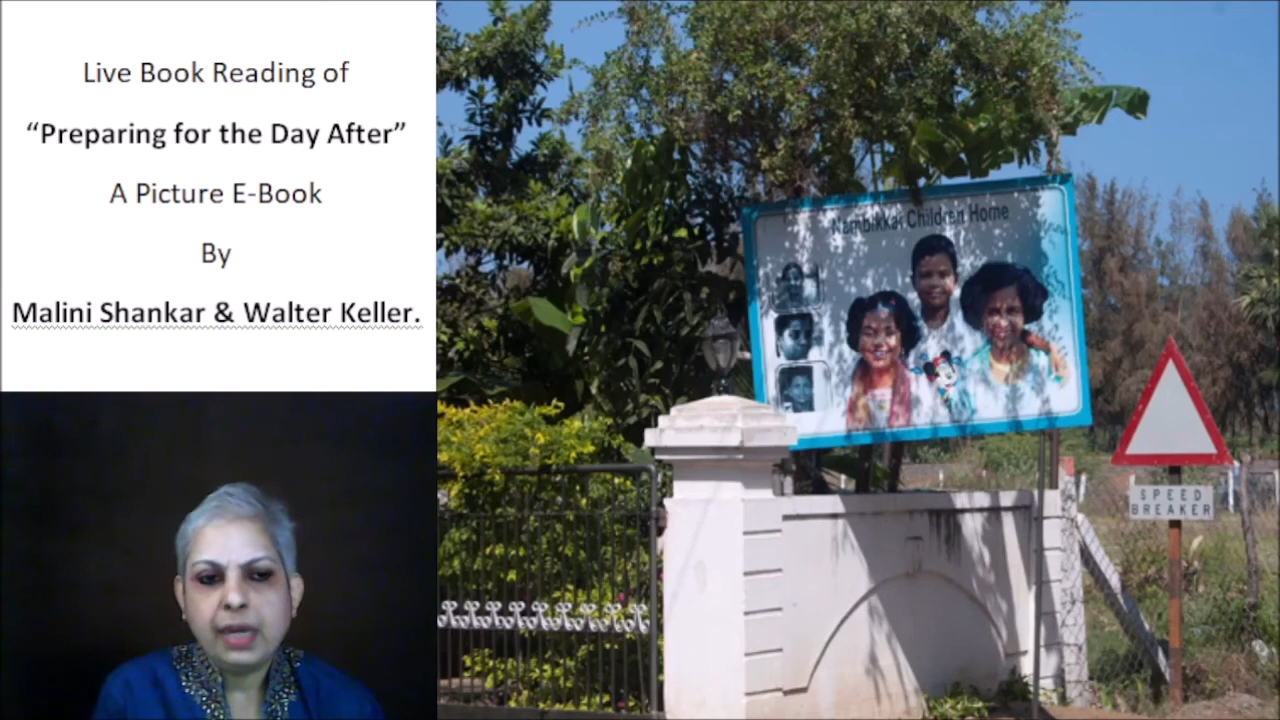 Live Book Reading of
“Preparing for the Day After”
A Picture E-Book
By
Malini Shankar & Walter Keller.
Nambikkai Children Home
SPEED
BREAKER